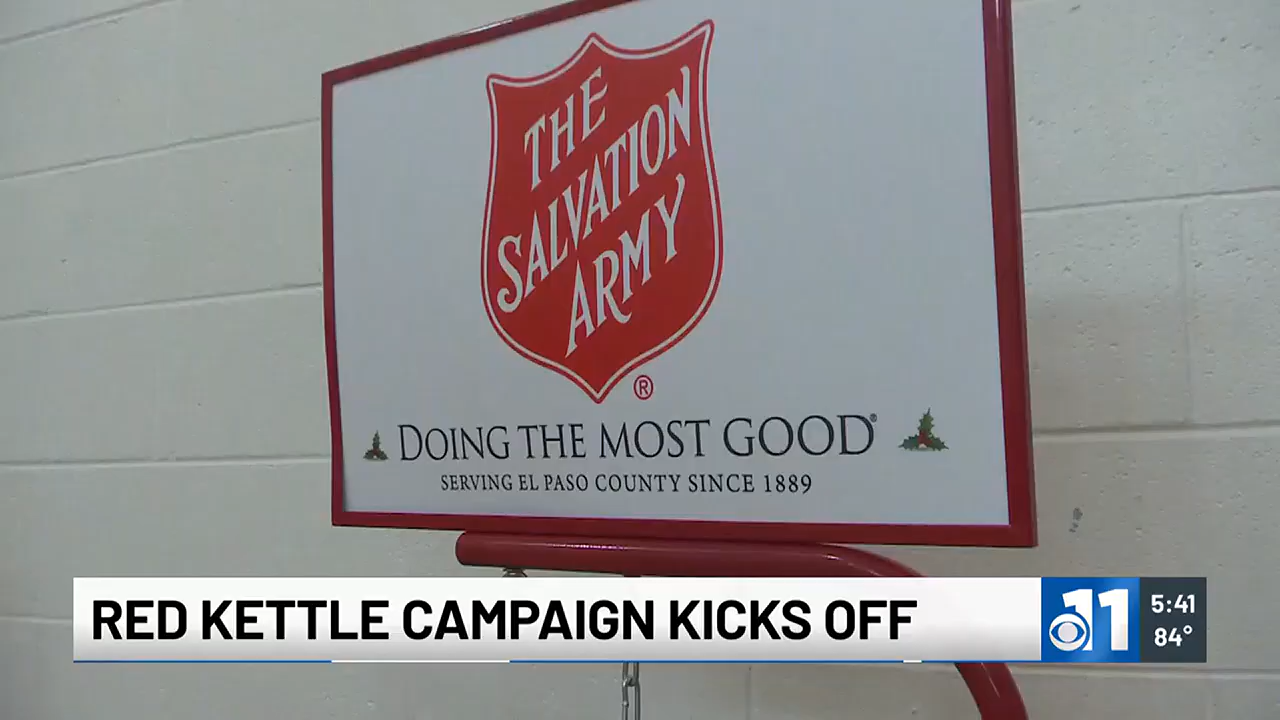 THE
SALVATION
ARMY
®
DOING THE MOST GOOD®
SERVING EL PASO COUNTY SINCE 1889
RED KETTLE CAMPAIGN KICKS OFF
11
5:41
84°